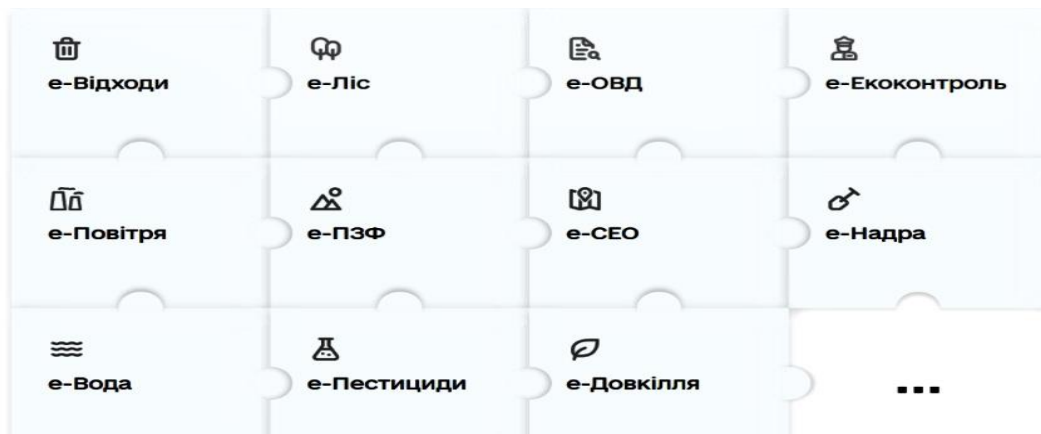 е-Відходи
е-Ліс
е-ОВД
е-Екоконтроль
е-Повітря
е-ПЗФ
е-СЕО
е-Надра
е-Вода
е-Пестициди
е-Довкілля
...